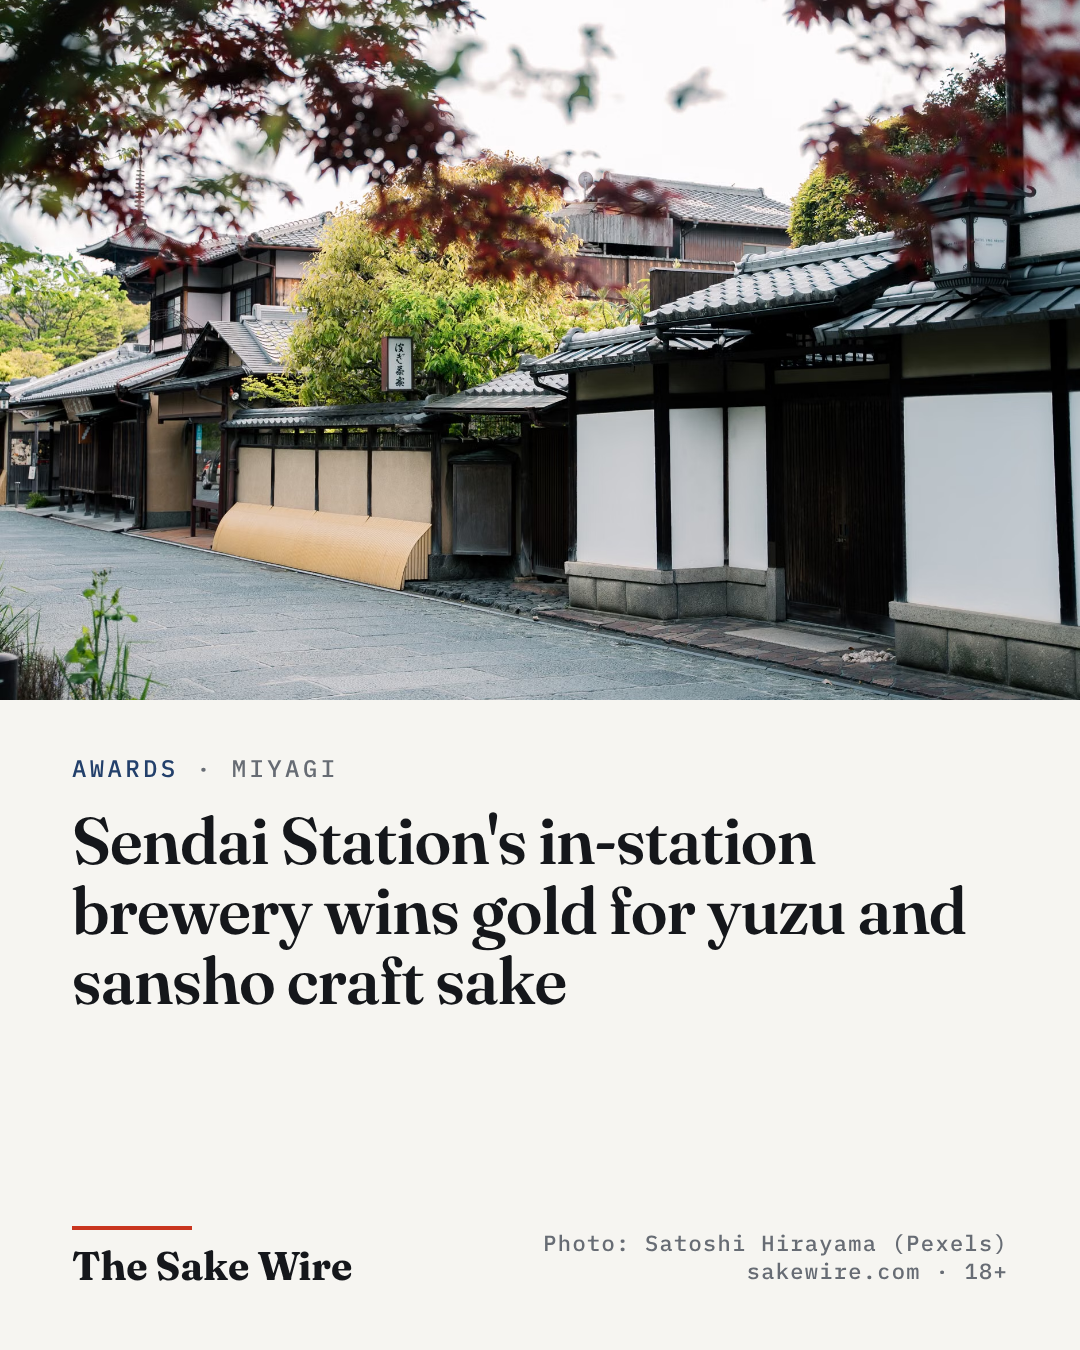 AWARDS · MIYAGI
Sendai Station's in-station
brewery wins gold for yuzu and
sansho craft sake
The Sake Wire
Photo: Satoshi Hirayama (Pexels)
sakewire.com · 18+